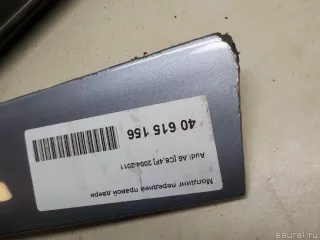 Молдинг передней правой двери
Audi A6 [C6,4F] 2004-2011
40 615 156
eaural.ru